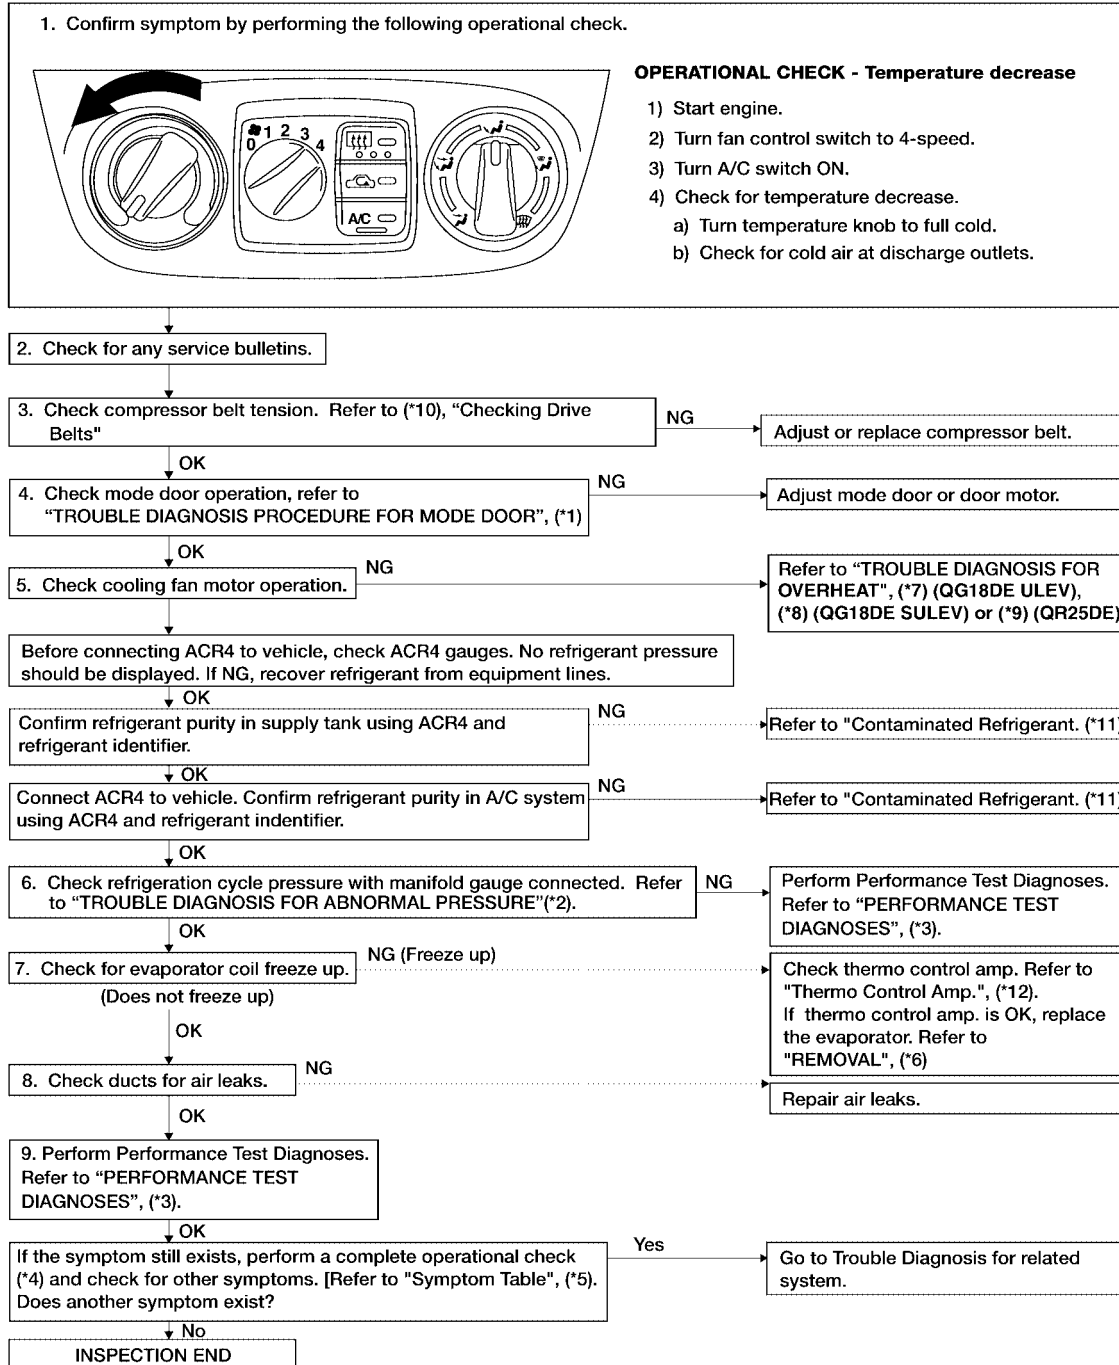 1. Confirm symptom by performing the following operational check.
0 1 2 3 4
A/C
OPERATIONAL CHECK - Temperature decrease
1) Start engine.
2) Turn fan control switch to 4-speed.
3) Turn A/C switch ON.
4) Check for temperature decrease.
a) Turn temperature knob to full cold.
b) Check for cold air at discharge outlets.
2. Check for any service bulletins.
3. Check compressor belt tension. Refer to (*10), “Checking Drive
Belts"
NG
Adjust or replace compressor belt.
OK
4. Check mode door operation, refer to
“TROUBLE DIAGNOSIS PROCEDURE FOR MODE DOOR”, (*1)
NG
Adjust mode door or door motor.
OK
5. Check cooling fan motor operation.
NG
Refer to “TROUBLE DIAGNOSIS FOR
OVERHEAT", (*7) (QG18DE ULEV),
(*8) (QG18DE SULEV) or (*9) (QR25DE)
Before connecting ACR4 to vehicle, check ACR4 gauges. No refrigerant pressure
should be displayed. If NG, recover refrigerant from equipment lines.
OK
Confirm refrigerant purity in supply tank using ACR4 and
refrigerant identifier.
NG
Refer to "Contaminated Refrigerant. (*11)
OK
Connect ACR4 to vehicle. Confirm refrigerant purity in A/C system
using ACR4 and refrigerant indentifier.
NG
Refer to "Contaminated Refrigerant. (*11)
OK
6. Check refrigeration cycle pressure with manifold gauge connected. Refer
to “TROUBLE DIAGNOSIS FOR ABNORMAL PRESSURE”(*2).
NG
Perform Performance Test Diagnoses.
Refer to “PERFORMANCE TEST
DIAGNOSES”, (*3).
OK
7. Check for evaporator coil freeze up.
NG (Freeze up)
(Does not freeze up)
Check thermo control amp. Refer to
"Thermo Control Amp.", (*12).
If thermo control amp. is OK, replace
the evaporator. Refer to
"REMOVAL", (*6)
OK
8. Check ducts for air leaks.
NG
Repair air leaks.
OK
9. Perform Performance Test Diagnoses.
Refer to “PERFORMANCE TEST
DIAGNOSES”, (*3).
OK
If the symptom still exists, perform a complete operational check
(*4) and check for other symptoms. [Refer to "Symptom Table", (*5).
Does another symptom exist?
Yes
Go to Trouble Diagnosis for related
system.
No
INSPECTION END